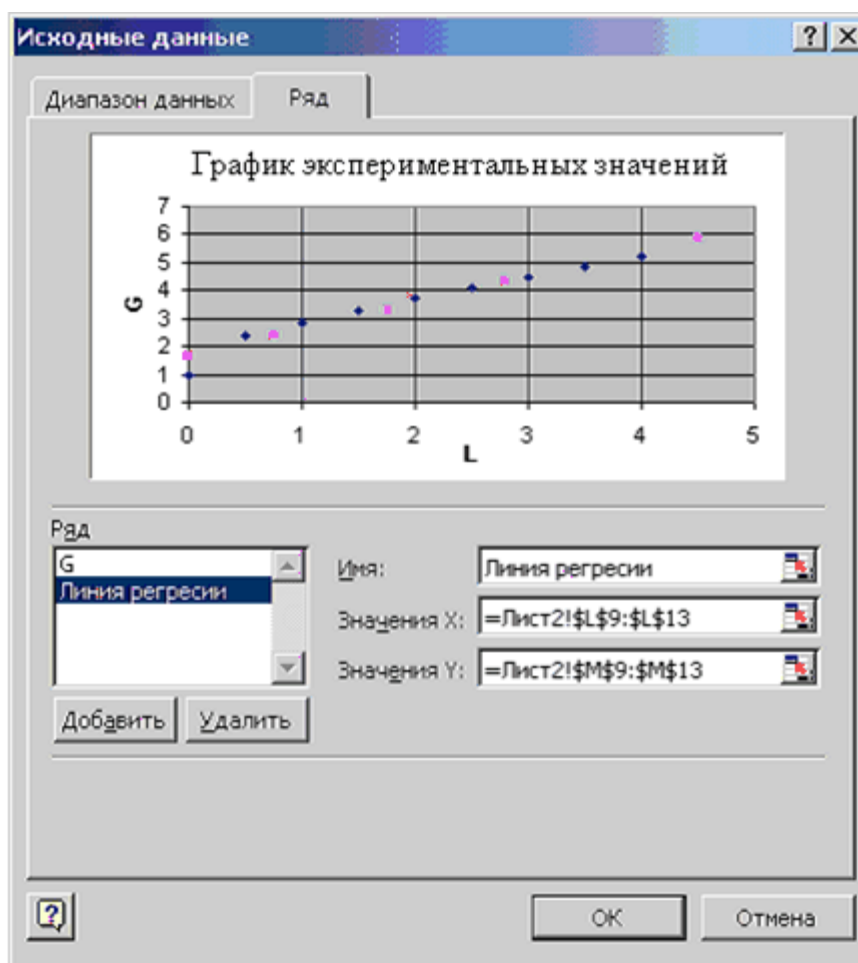 Исходные данные
Диапазон данных
Ряд
График экспериментальных значений
7
6
5
4
3
2
1
0
G
0 1 2 3 4 5
L
Ряд
G
Линия регресии
Имя:
Линия регресии
Значения X:
=Лист2!$L$9:$L$13
Значения Y:
=Лист2!$M$9:$M$13
Добавить
Удалить
OK
Отмена